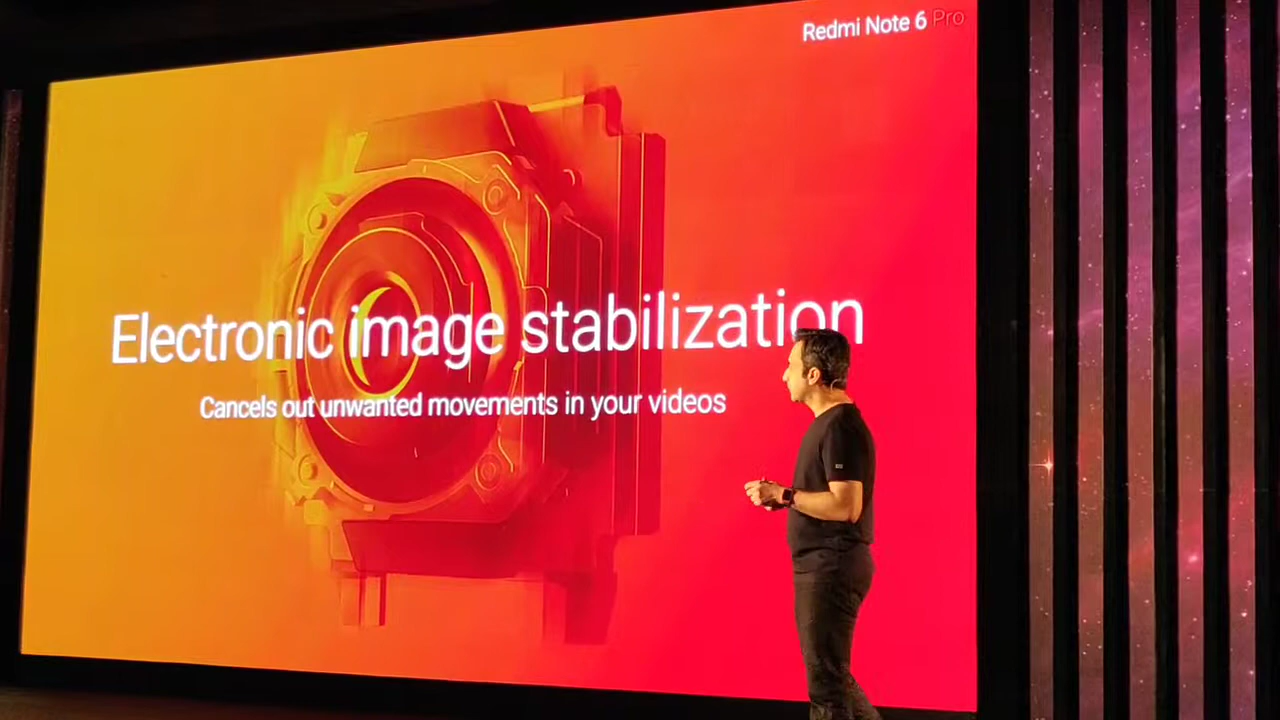 Redmi Note 6 Pro
Electronic image stabilization
Cancels out unwanted movements in your videos